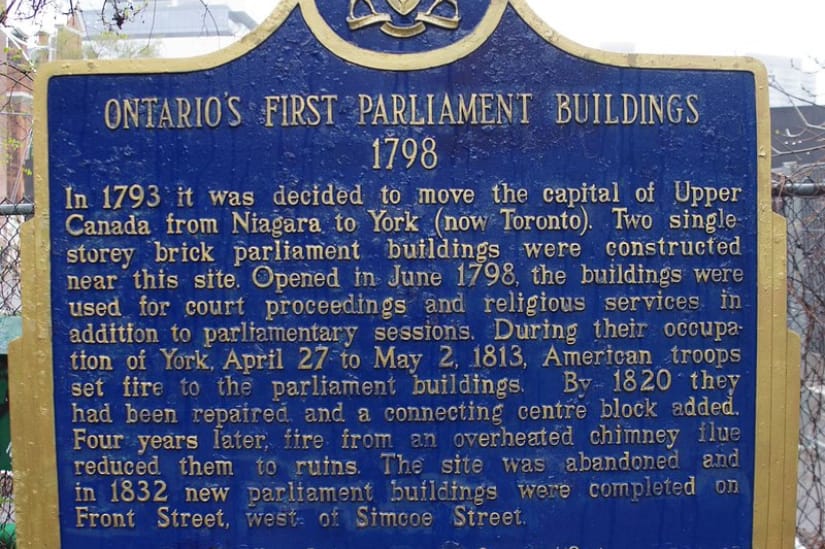 ONTARIO'S FIRST PARLIAMENT BUILDINGS
1798
In 1793 it was decided to move the capital of Upper
Canada from Niagara to York (now Toronto). Two single-
storey brick parliament buildings were constructed
near this site. Opened in June 1798, the buildings were
used for court proceedings and religious services in
addition to parliamentary sessions. During their occupa-
tion of York, April 27 to May 2, 1813, American troops
set fire to the parliament buildings. By 1820 they
had been repaired and a connecting centre block added.
Four years later, fire from an overheated chimney flue
reduced them to ruins. The site was abandoned and
in 1832 new parliament buildings were completed on
Front Street, west of Simcoe Street.